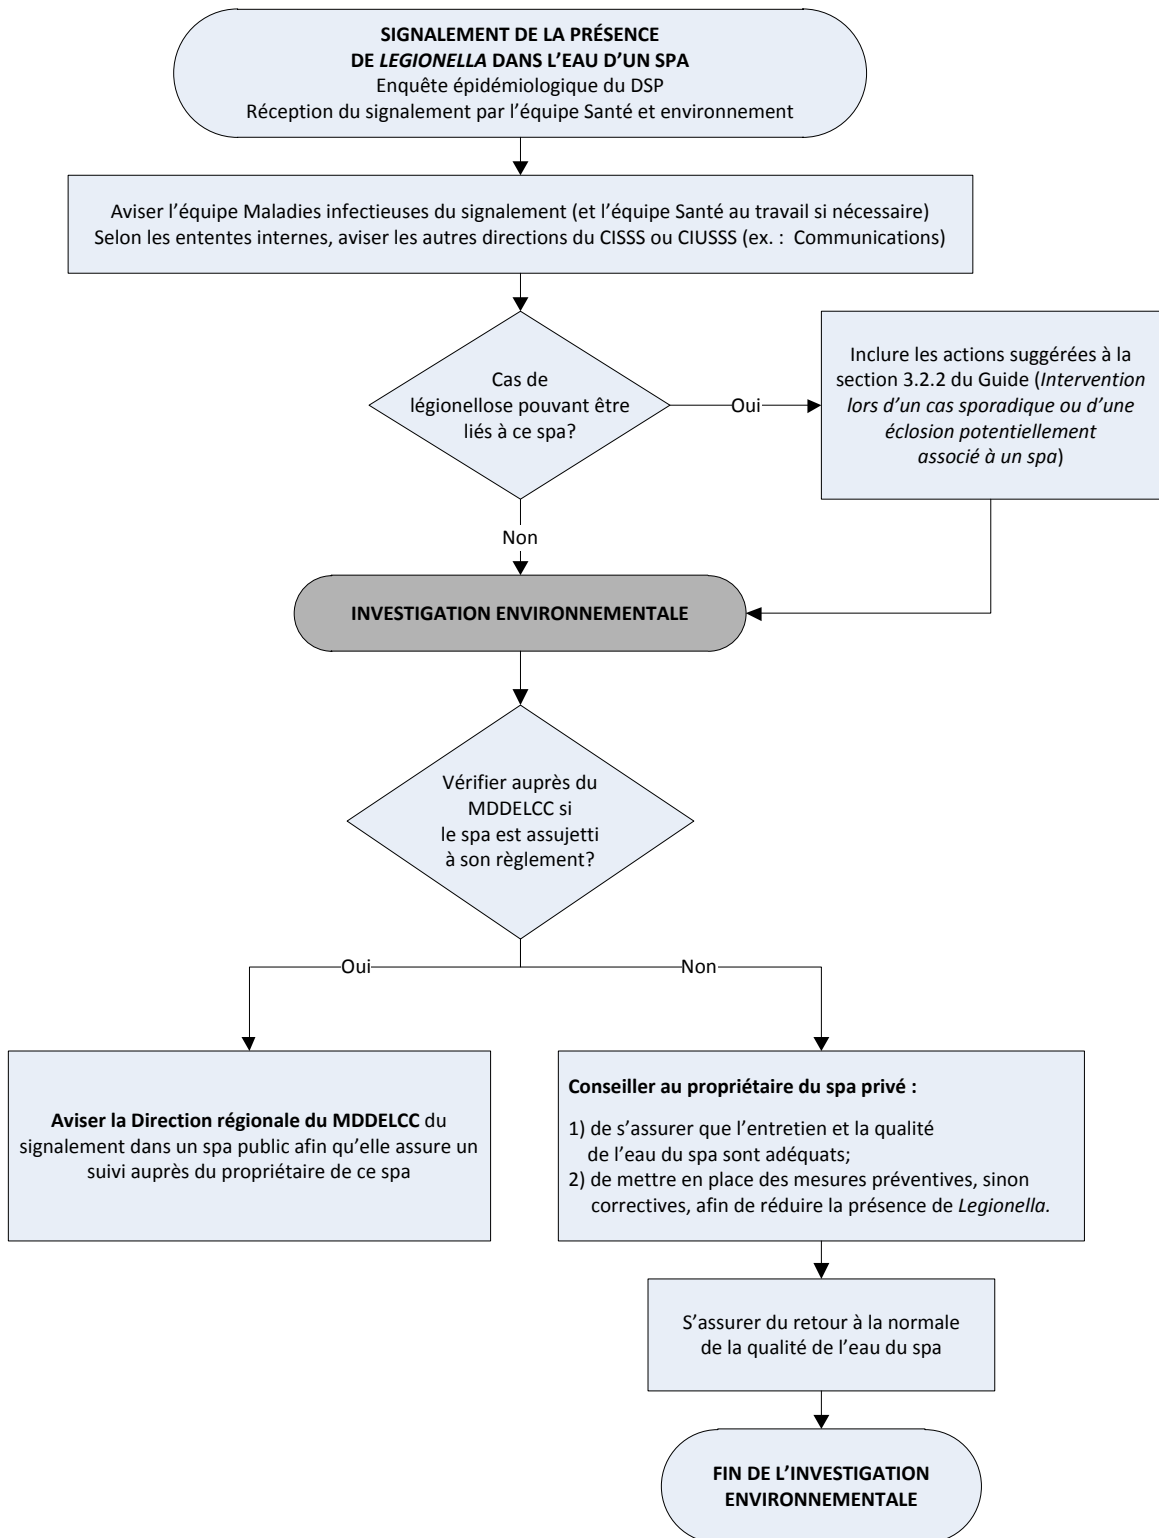 SIGNALEMENT DE LA PRÉSENCE
DE LEGIONELLA DANS L’EAU D’UN SPA
Enquête épidémiologique du DSP
Réception du signalement par l’équipe Santé et environnement
Aviser l’équipe Maladies infectieuses du signalement (et l’équipe Santé au travail si nécessaire)
Selon les ententes internes, aviser les autres directions du CISSS ou CIUSSS (ex. : Communications)
Cas de
légionellose pouvant être
liés à ce spa?
Oui
Inclure les actions suggérées à la
section 3.2.2 du Guide (Intervention
lors d’un cas sporadique ou d’une
éclosion potentiellement
associé à un spa)
Non
INVESTIGATION ENVIRONNEMENTALE
Vérifier auprès du
MDDELCC si
le spa est assujetti
à son règlement?
Oui
Non
Aviser la Direction régionale du MDDELCC du
signalement dans un spa public afin qu’elle assure un
suivi auprès du propriétaire de ce spa
Conseiller au propriétaire du spa privé :
1) de s’assurer que l’entretien et la qualité
de l’eau du spa sont adéquats;
2) de mettre en place des mesures préventives, sinon
correctives, afin de réduire la présence de Legionella.
S’assurer du retour à la normale
de la qualité de l’eau du spa
FIN DE L’INVESTIGATION
ENVIRONNEMENTALE